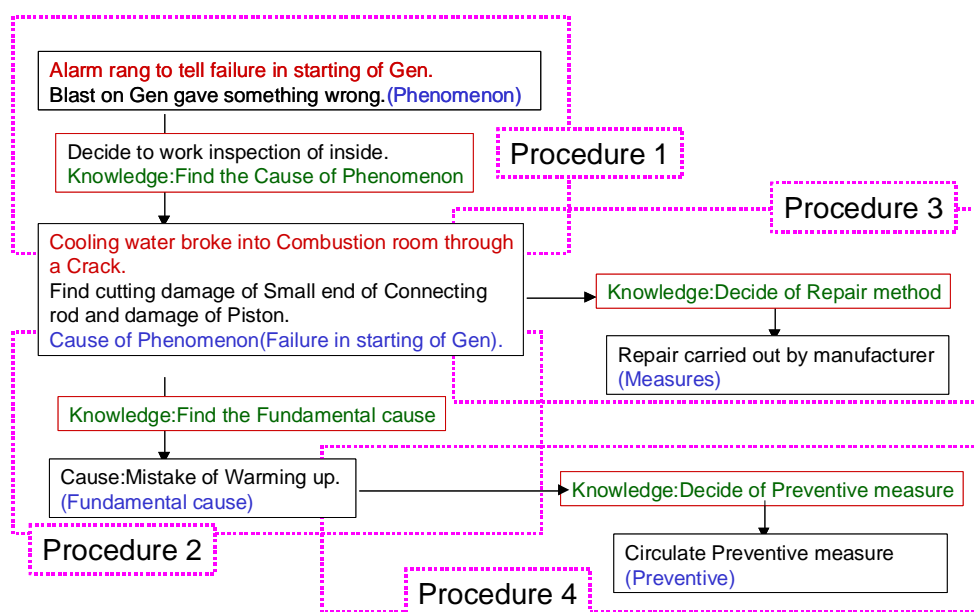 Alarm rang to tell failure in starting of Gen.
Blast on Gen gave something wrong.(Phenomenon)
Decide to work inspection of inside.
Knowledge:Find the Cause of Phenomenon
Procedure 1
Procedure 3
Cooling water broke into Combustion room through
a Crack.
Find cutting damage of Small end of Connecting
rod and damage of Piston.
Cause of Phenomenon(Failure in starting of Gen).
Knowledge:Decide of Repair method
Repair carried out by manufacturer
(Measures)
Knowledge:Find the Fundamental cause
Cause:Mistake of Warming up.
(Fundamental cause)
Knowledge:Decide of Preventive measure
Procedure 2
Circulate Preventive measure
(Preventive)
Procedure 4